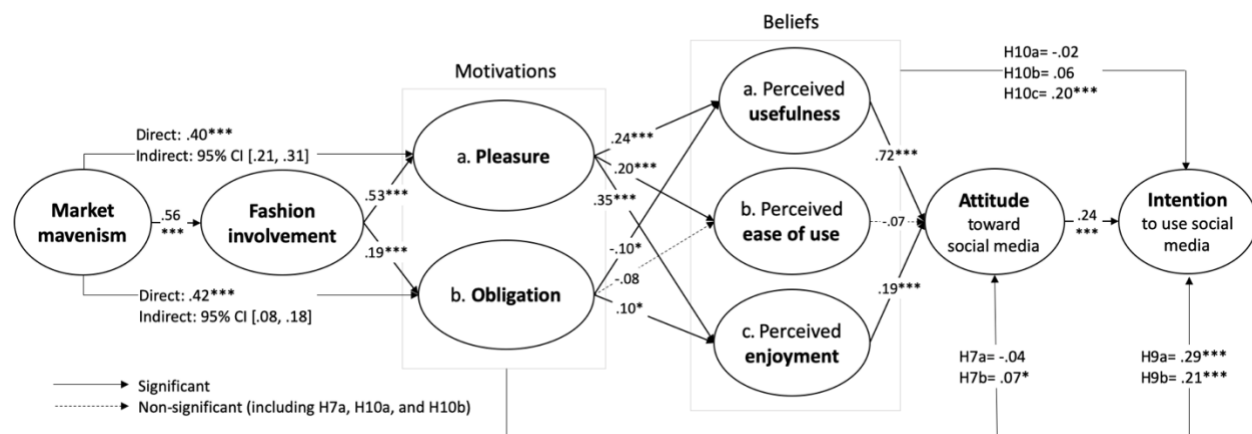 Beliefs
Motivations
H10a= -.02
H10b= .06
H10c= .20***
a. Perceived
usefulness
Direct: .40***
Indirect: 95% CI [.21, .31]
a. Pleasure
.24***
.20***
.35***
.72***
.53***
Market
mavenism
.56
***
Fashion
involvement
b. Perceived
ease of use
-.07
Attitude
toward
social media
.24
***
Intention
to use social
media
.19***
-.10*
-.08
.10*
b. Obligation
Direct: .42***
Indirect: 95% CI [.08, .18]
.19***
c. Perceived
enjoyment
H7a= -.04
H7b= .07*
H9a= .29***
H9b= .21***
Significant
Non-significant (including H7a, H10a, and H10b)